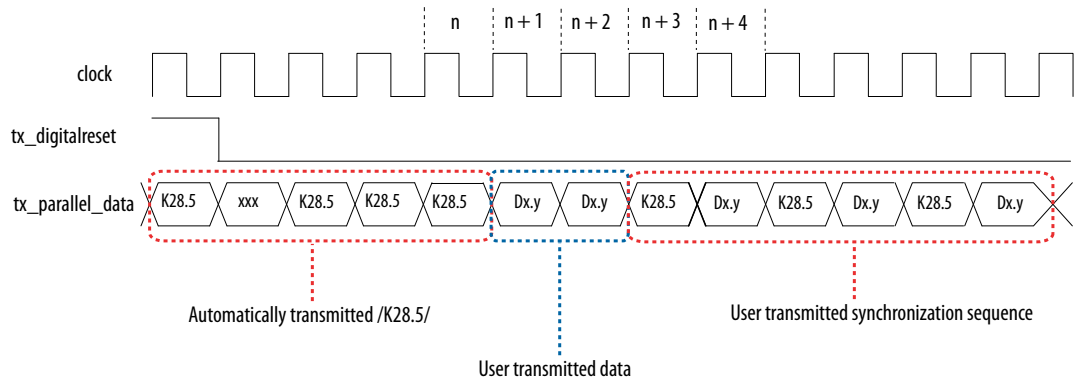 n n + 1 n + 2 n + 3 n + 4
clock
tx_digitalreset
tx_parallel_data K28.5 xxx K28.5 K28.5 K28.5 Dx.y Dx.y K28.5 Dx.y K28.5 Dx.y K28.5 Dx.y
Automatically transmitted /K28.5/
User transmitted synchronization sequence
User transmitted data